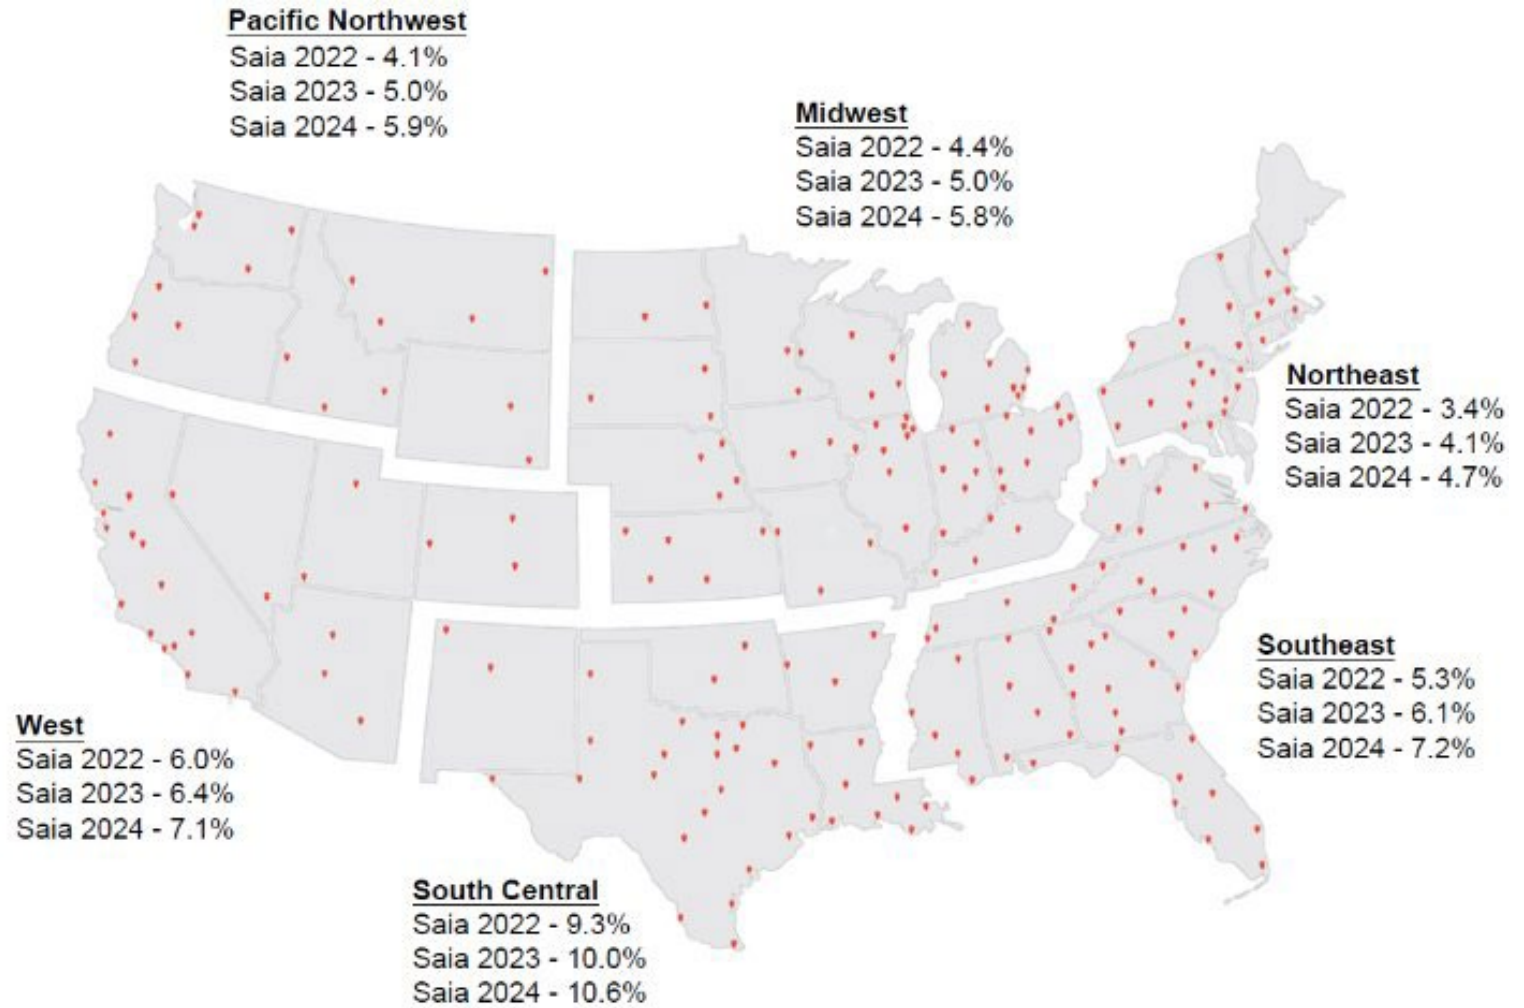 Pacific Northwest
Saia 2022 - 4.1%
Saia 2023 - 5.0%
Saia 2024 - 5.9%
Midwest
Saia 2022 - 4.4%
Saia 2023 - 5.0%
Saia 2024 - 5.8%
Northeast
Saia 2022 - 3.4%
Saia 2023 - 4.1%
Saia 2024 - 4.7%
Southeast
Saia 2022 - 5.3%
Saia 2023 - 6.1%
Saia 2024 - 7.2%
West
Saia 2022 - 6.0%
Saia 2023 - 6.4%
Saia 2024 - 7.1%
South Central
Saia 2022 - 9.3%
Saia 2023 - 10.0%
Saia 2024 - 10.6%